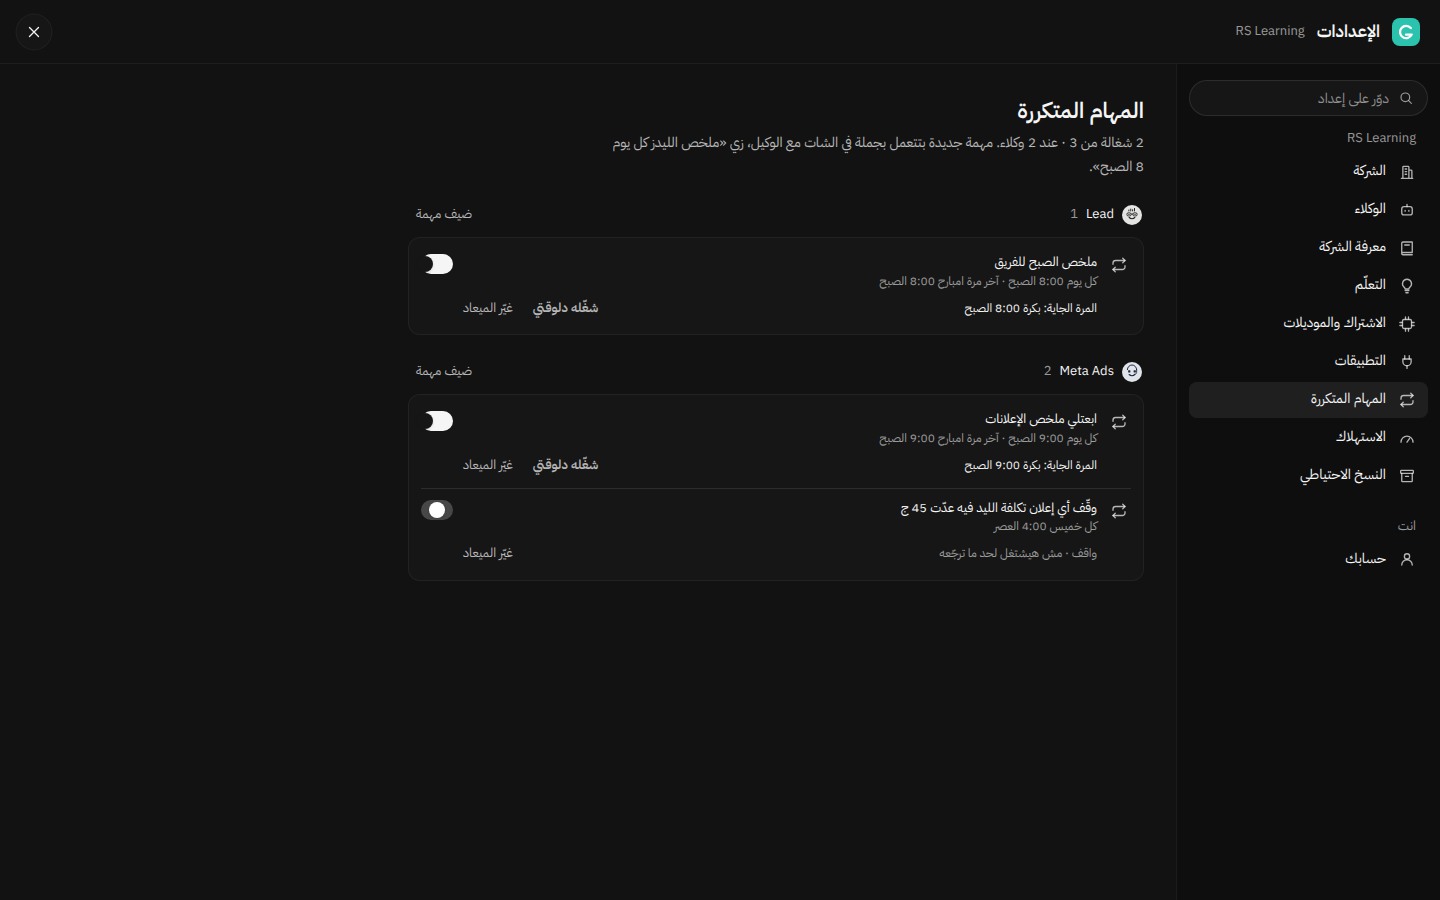 الإعدادات RS Learning
دوّر على إعداد
RS Learning
الشركة
الوكلاء
معرفة الشركة
التعلّم
الاشتراك والموديلات
التطبيقات
المهام المتكررة
الاستهلاك
النسخ الاحتياطي
انت
حسابك
المهام المتكررة
2 شغالة من 3 · عند 2 وكلاء. مهمة جديدة بتتعمل بجملة في الشات مع الوكيل، زي «ملخص الليدز كل يوم
8 الصبح».
Lead 1 ضيف مهمة
ملخص الصبح للفريق
كل يوم 8:00 الصبح · آخر مرة امبارح 8:00 الصبح
المرة الجاية: بكرة 8:00 الصبح شغّله دلوقتي غيّر الميعاد
Meta Ads 2 ضيف مهمة
ابعتلي ملخص الإعلانات
كل يوم 9:00 الصبح · آخر مرة امبارح 9:00 الصبح
المرة الجاية: بكرة 9:00 الصبح شغّله دلوقتي غيّر الميعاد
وقّف أي إعلان تكلفة الليد فيه عدّت 45 ج
كل خميس 4:00 العصر
واقف · مش هيشتغل لحد ما ترجّعه غيّر الميعاد